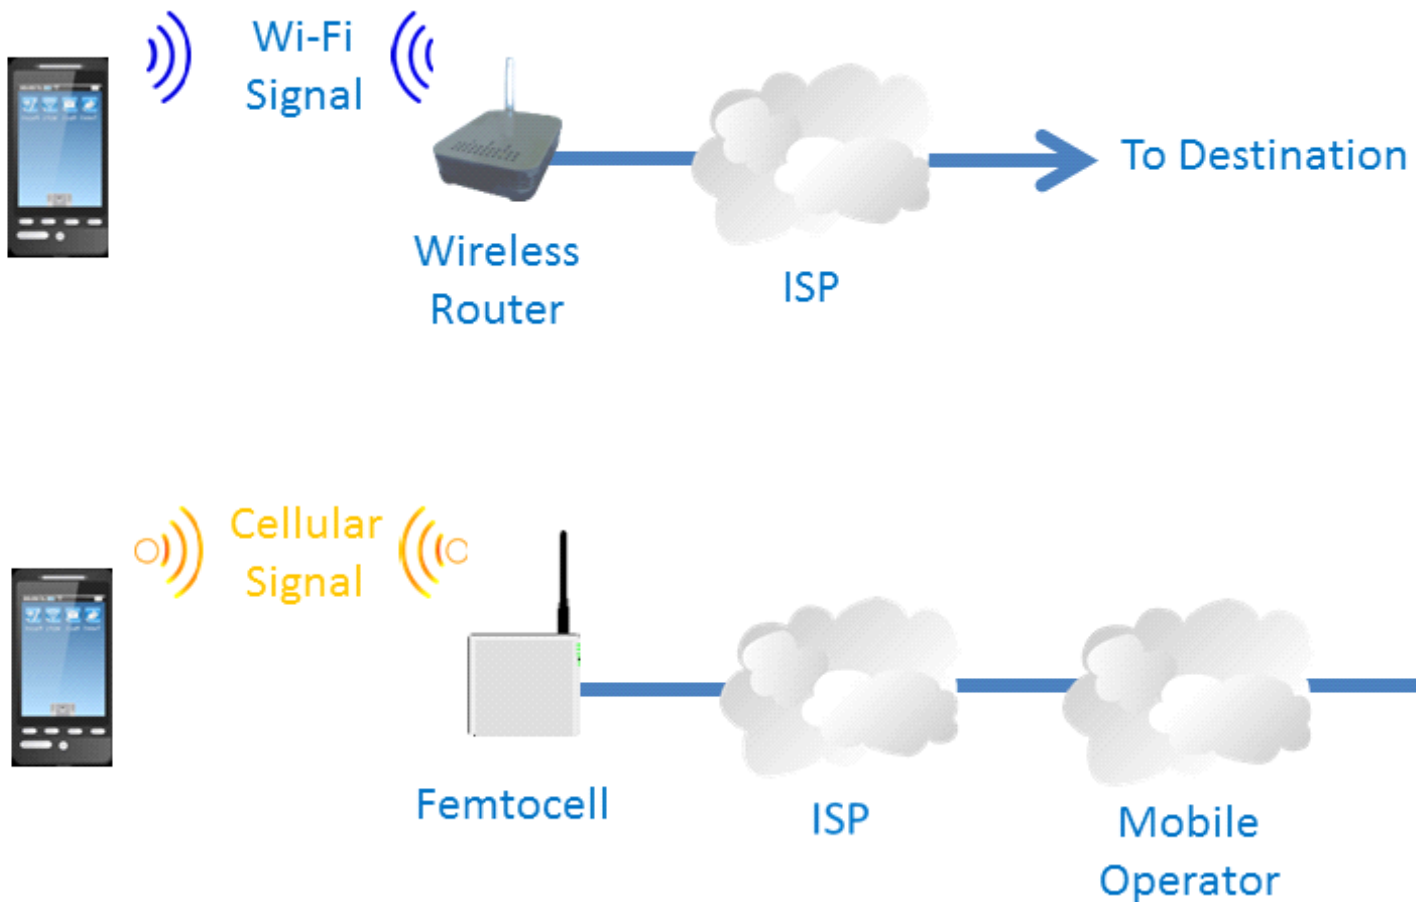 Wi-Fi
Signal
To Destination
Wireless
Router
ISP
Cellular
Signal
Femtocell
ISP
Mobile
Operator